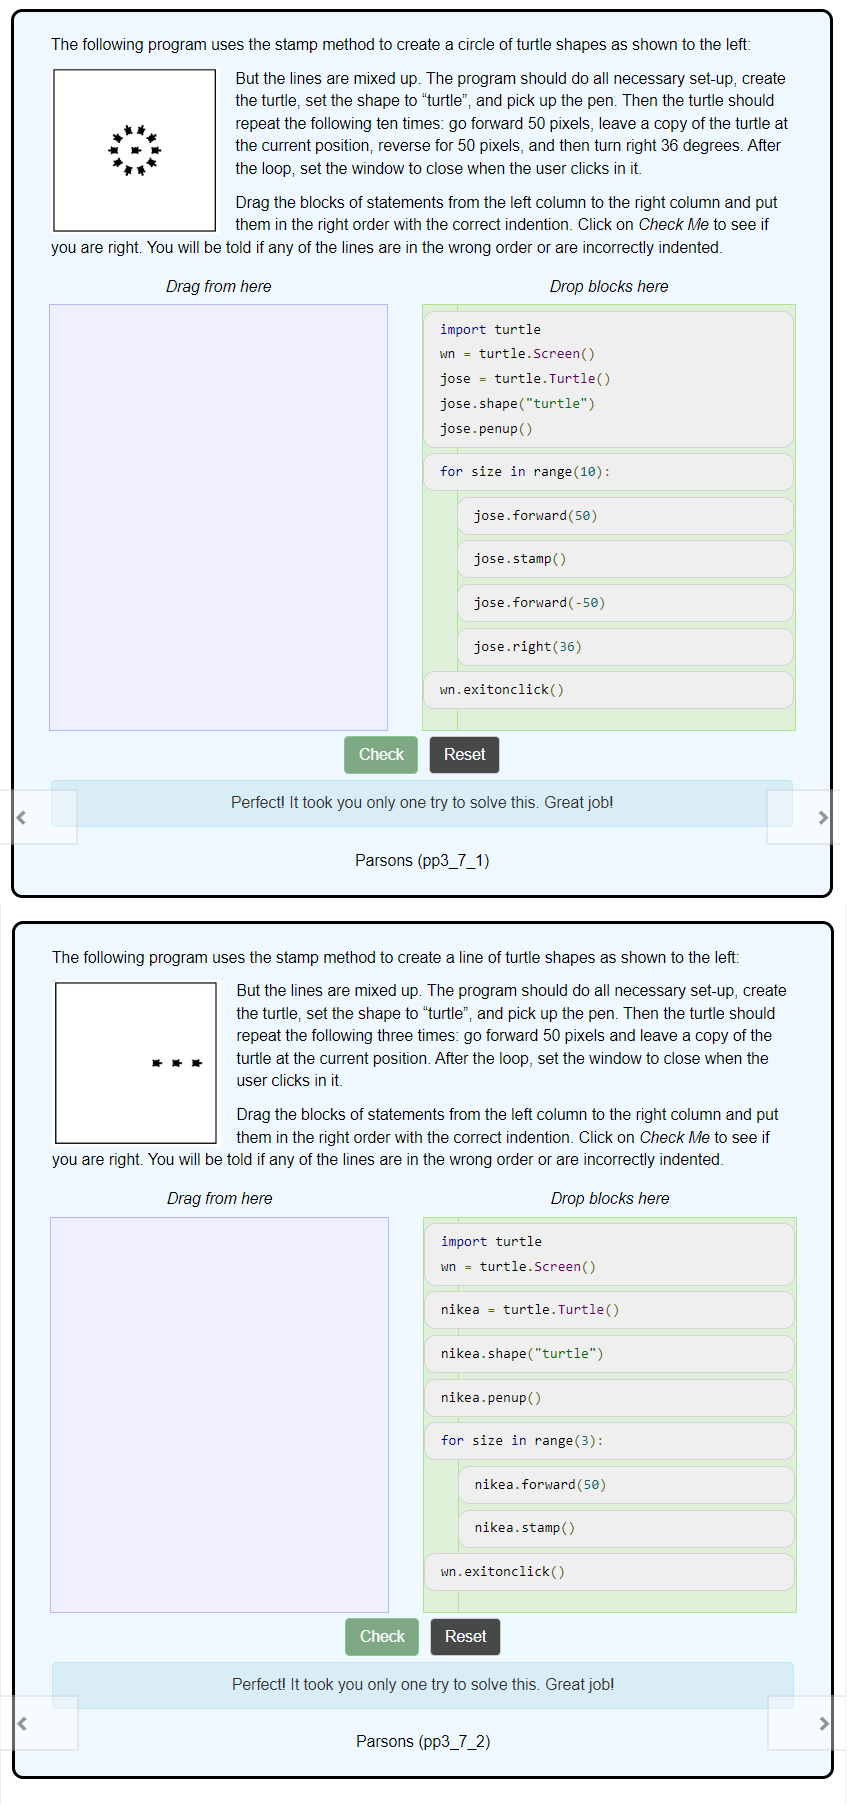 The following program uses the stamp method to create a circle of turtle shapes as shown to the left:
But the lines are mixed up. The program should do all necessary set-up, create
the turtle, set the shape to “turtle”, and pick up the pen. Then the turtle should
repeat the following ten times: go forward 50 pixels, leave a copy of the turtle at
the current position, reverse for 50 pixels, and then turn right 36 degrees. After
the loop, set the window to close when the user clicks in it.
Drag the blocks of statements from the left column to the right column and put
them in the right order with the correct indention. Click on Check Me to see if
you are right. You will be told if any of the lines are in the wrong order or are incorrectly indented.
Drag from here
Drop blocks here
import turtle
wn = turtle.Screen()
jose = turtle.Turtle()
jose.shape("turtle")
jose.penup()
for size in range(10):
jose.forward(50)
jose.stamp()
jose.forward(-50)
jose.right(36)
wn.exitonclick()
Check
Reset
Perfect! It took you only one try to solve this. Great job!
Parsons (pp3_7_1)
The following program uses the stamp method to create a line of turtle shapes as shown to the left:
But the lines are mixed up. The program should do all necessary set-up, create
the turtle, set the shape to “turtle”, and pick up the pen. Then the turtle should
repeat the following three times: go forward 50 pixels and leave a copy of the
turtle at the current position. After the loop, set the window to close when the
user clicks in it.
Drag the blocks of statements from the left column to the right column and put
them in the right order with the correct indention. Click on Check Me to see if
you are right. You will be told if any of the lines are in the wrong order or are incorrectly indented.
Drag from here
Drop blocks here
import turtle
wn = turtle.Screen()
nikea = turtle.Turtle()
nikea.shape("turtle")
nikea.penup()
for size in range(3):
nikea.forward(50)
nikea.stamp()
wn.exitonclick()
Check
Reset
Perfect! It took you only one try to solve this. Great job!
Parsons (pp3_7_2)